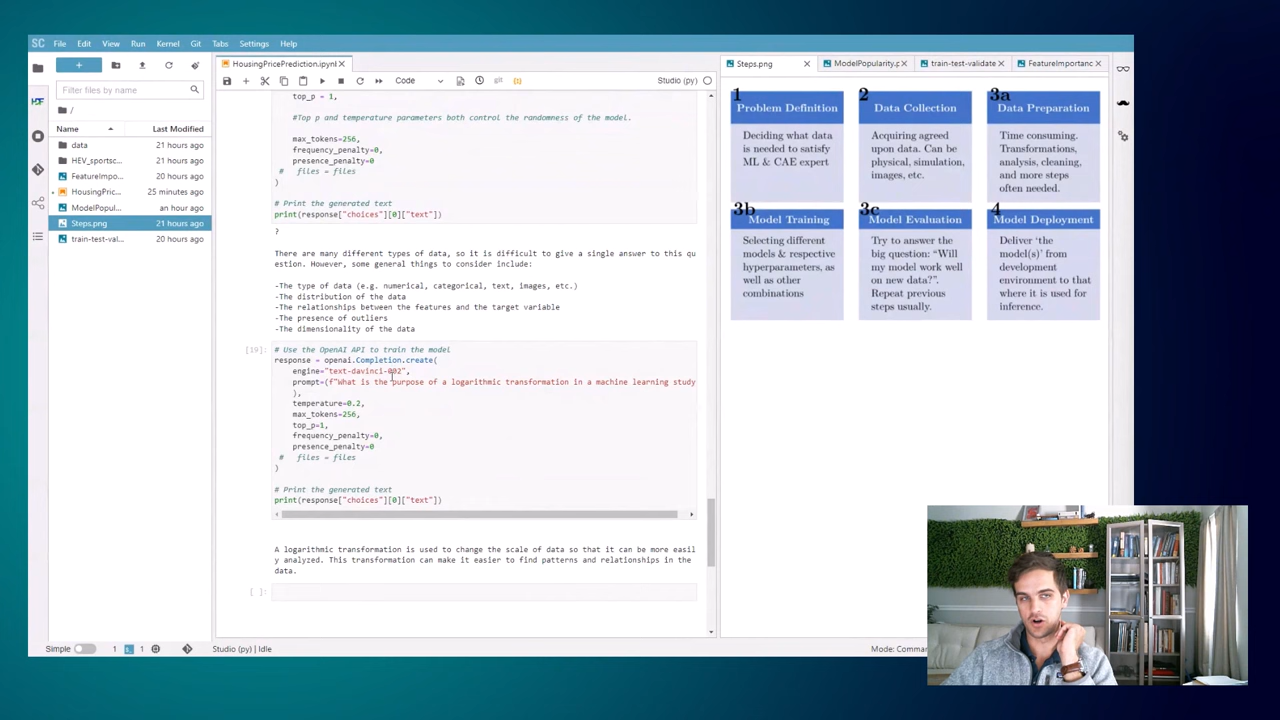 SC File Edit View Run Kernel Git Tabs Settings Help
HousingPricePrediction.ipynb
Steps.png
ModelPopularity.p
train-test-validate
FeatureImportanc
+
Code
git
Studio (py)
Filter files by name
/
Name Last Modified
data 21 hours ago
HEV_sportsc... 21 hours ago
FeatureImpo... 20 hours ago
HousingPric... 25 minutes ago
ModelPopul... an hour ago
Steps.png 21 hours ago
train-test-val... 20 hours ago
top_p = 1,
#Top p and temperature parameters both control the randomness of the model.
max_tokens=256,
frequency_penalty=0,
presence_penalty=0
# files = files
)
# Print the generated text
print(response["choices"][0]["text"])
?
There are many different types of data, so it is difficult to give a single answer to this qu
estion. However, some general things to consider include:
-The type of data (e.g. numerical, categorical, text, images, etc.)
-The distribution of the data
-The relationships between the features and the target variable
-The presence of outliers
-The dimensionality of the data
[19]: # Use the OpenAI API to train the model
response = openai.Completion.create(
engine="text-davinci-002",
prompt=(f"What is the purpose of a logarithmic transformation in a machine learning study
),
temperature=0.2,
max_tokens=256,
top_p=1,
frequency_penalty=0,
presence_penalty=0
# files = files
)
# Print the generated text
print(response["choices"][0]["text"])
A logarithmic transformation is used to change the scale of data so that it can be more easil
y analyzed. This transformation can make it easier to find patterns and relationships in the
data.
[ ]:
1
Problem Definition
Deciding what data
is needed to satisfy
ML & CAE expert
2
Data Collection
Acquiring agreed
upon data. Can be
physical, simulation,
images, etc.
3a
Data Preparation
Time consuming.
Transformations,
analysis, cleaning,
and more steps
often needed.
3b
Model Training
Selecting different
models & respective
hyperparameters, as
well as other
combinations
3c
Model Evaluation
Try to answer the
big question: "Will
my model work well
on new data?".
Repeat previous
steps usually.
4
Model Deployment
Deliver 'the
model(s)' from
development
environment to that
where it is used for
inference.
Simple 1 1 Studio (py) | Idle Mode: Comman